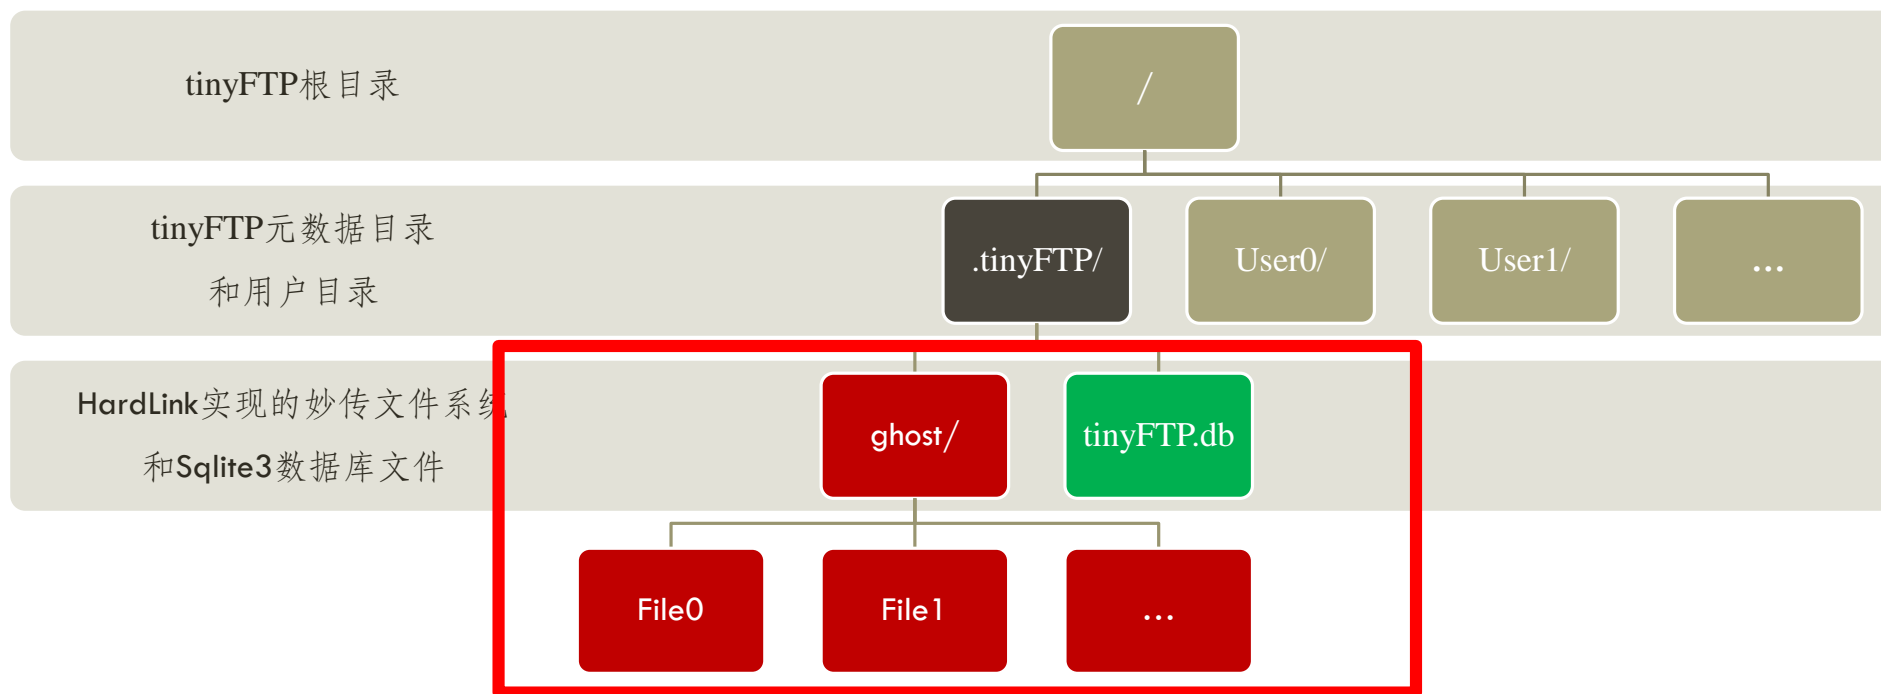 tinyFTP根目录
/
tinyFTP元数据目录
和用户目录
.tinyFTP/
User0/
User1/
...
HardLink实现的妙传文件系统
和Sqlite3数据库文件
ghost/
tinyFTP.db
File0
File1
...